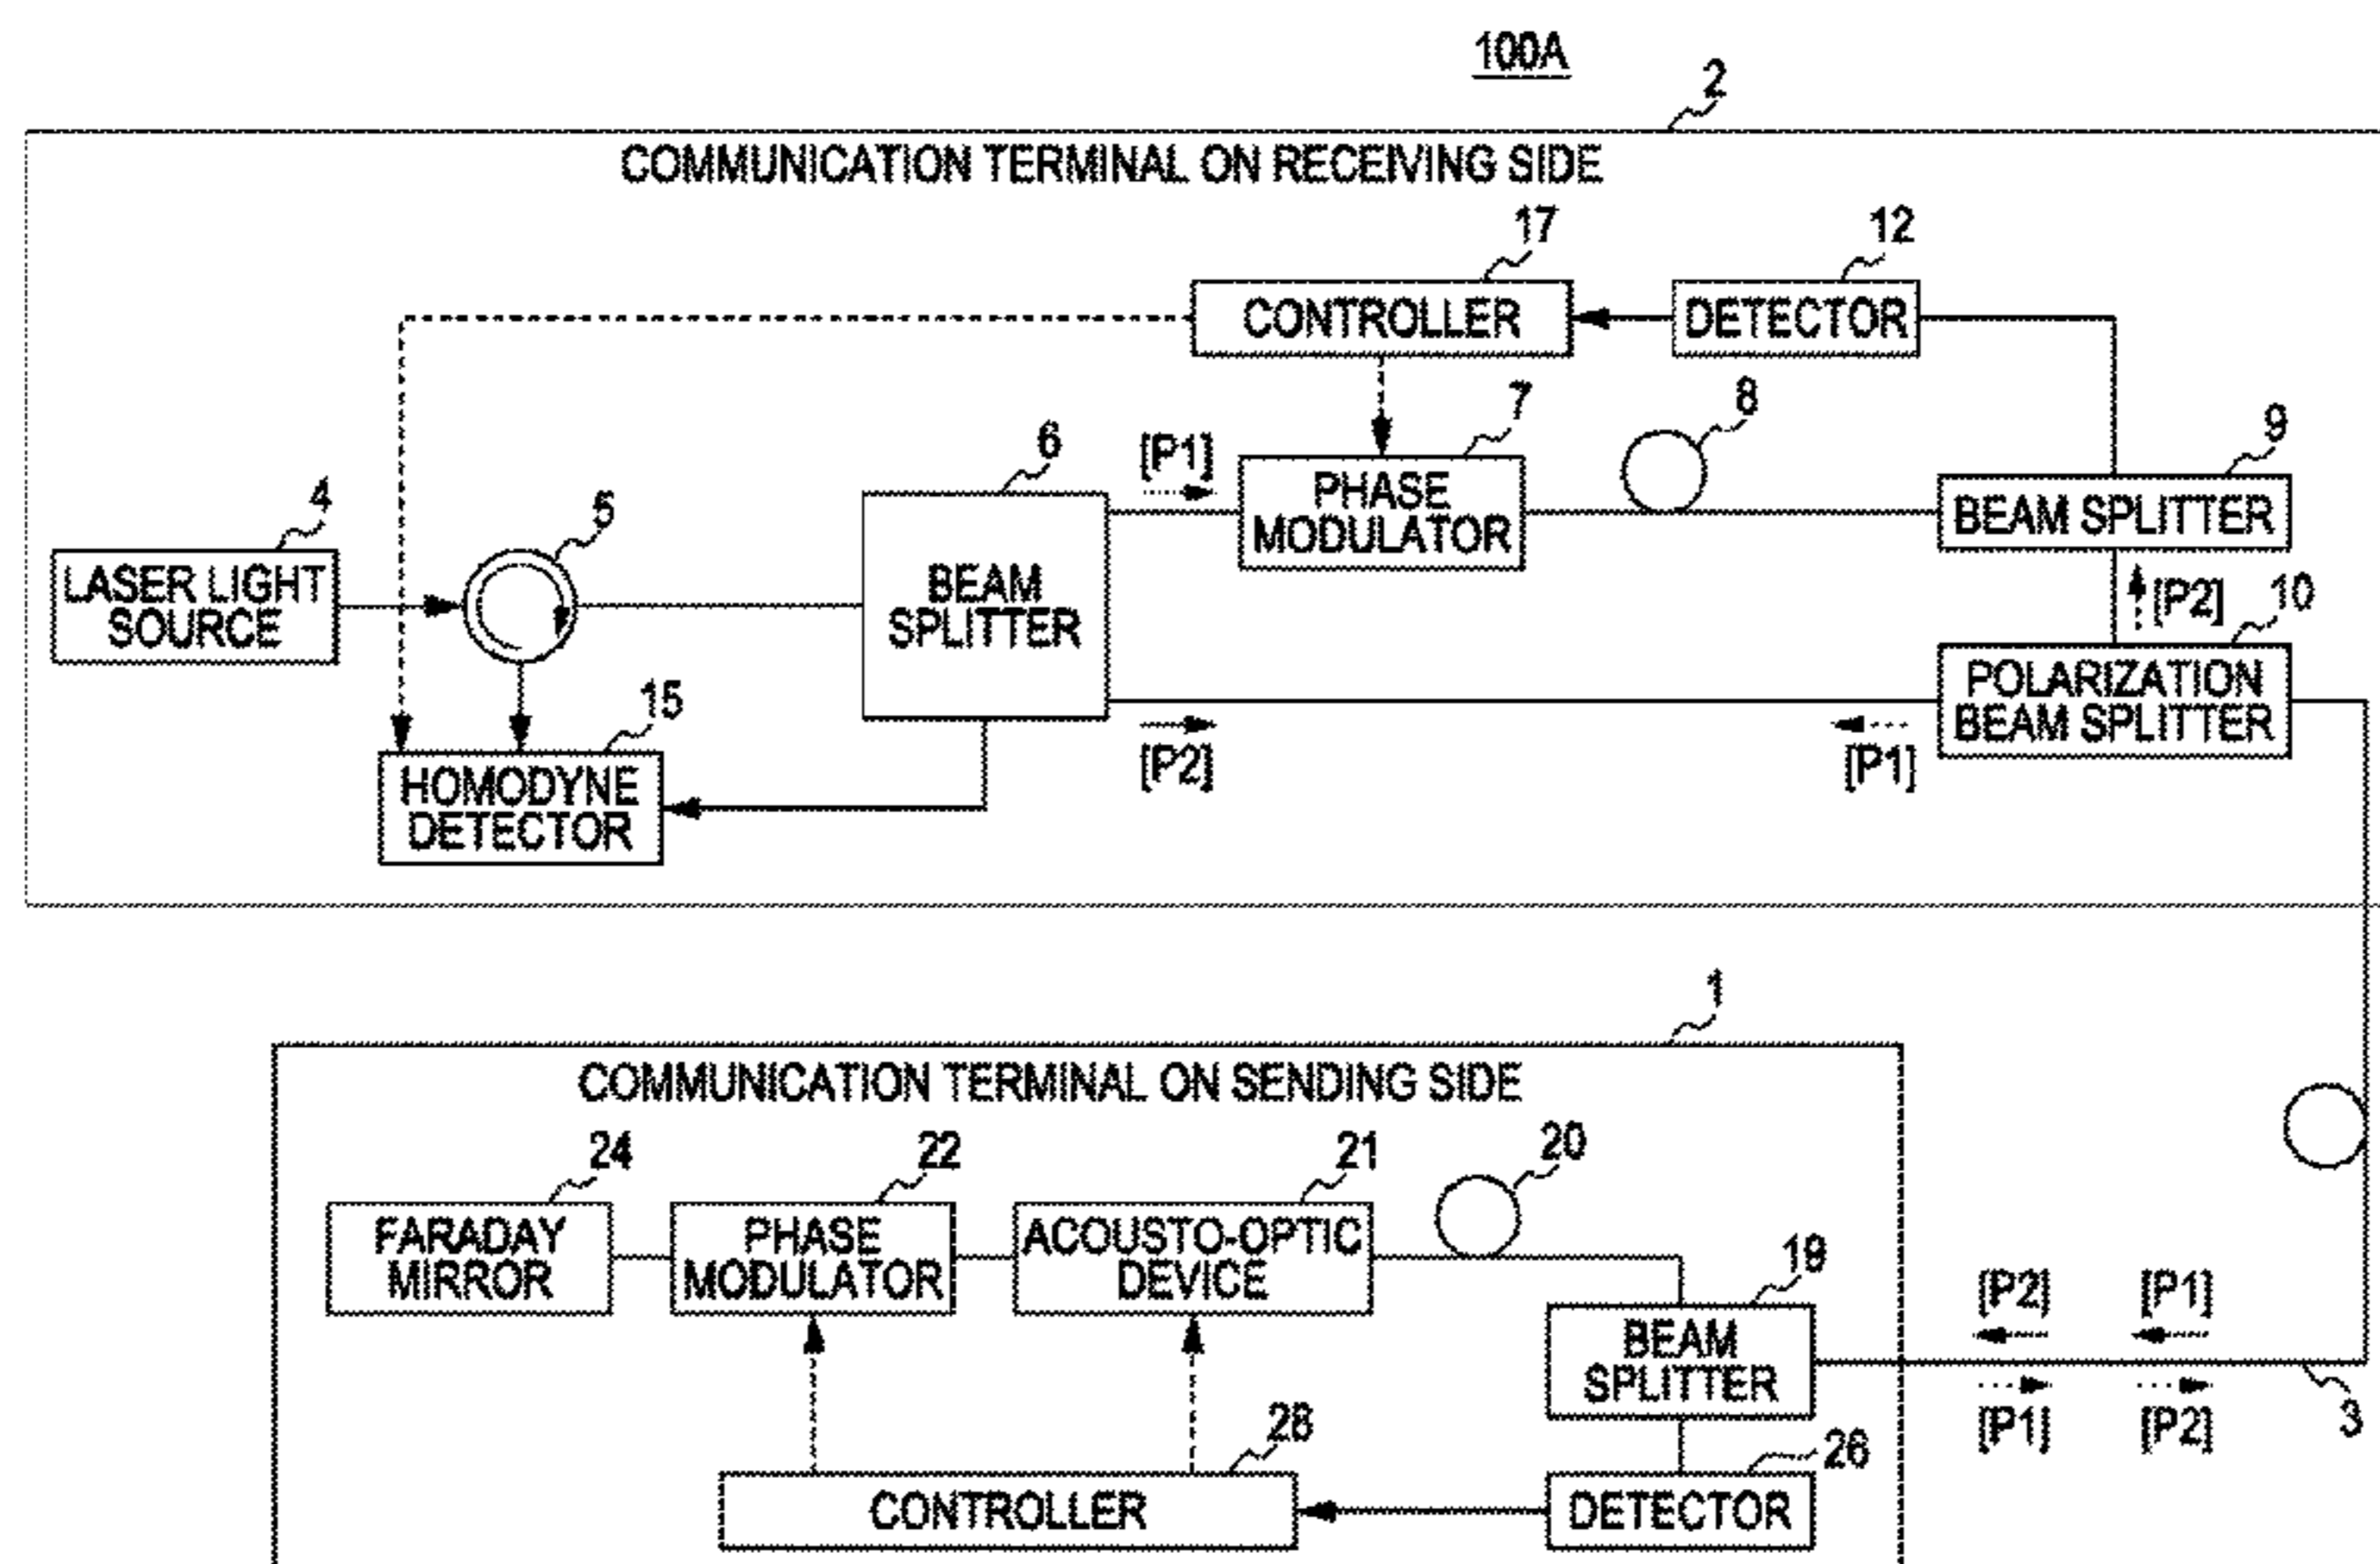 100A
2
COMMUNICATION TERMINAL ON RECEIVING SIDE
17
12
CONTROLLER
DETECTOR
7
8
9
6
[P1]
PHASE
MODULATOR
BEAM SPLITTER
4
5
LASER LIGHT
SOURCE
BEAM
SPLITTER
[P2]
10
15
POLARIZATION
BEAM SPLITTER
HOMODYNE
DETECTOR
[P2]
[P1]
1
COMMUNICATION TERMINAL ON SENDING SIDE
24
22
21
20
FARADAY
MIRROR
PHASE
MODULATOR
ACOUSTO-OPTIC
DEVICE
19
BEAM
SPLITTER
[P2]
[P1]
[P1]
[P2]
3
28
26
CONTROLLER
DETECTOR